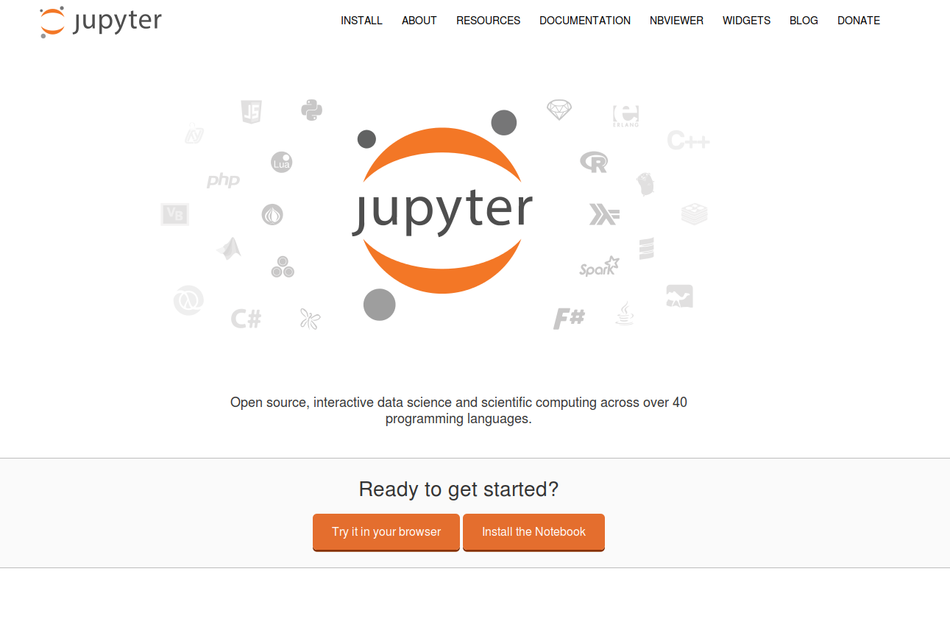 jupyter
INSTALL ABOUT RESOURCES DOCUMENTATION NBVIEWER WIDGETS BLOG DONATE
JS
ERLANG
C++
Lua
R
php
VB
jupyter
Spark
C#
F#
Open source, interactive data science and scientific computing across over 40
programming languages.
Ready to get started?
Try it in your browser
Install the Notebook